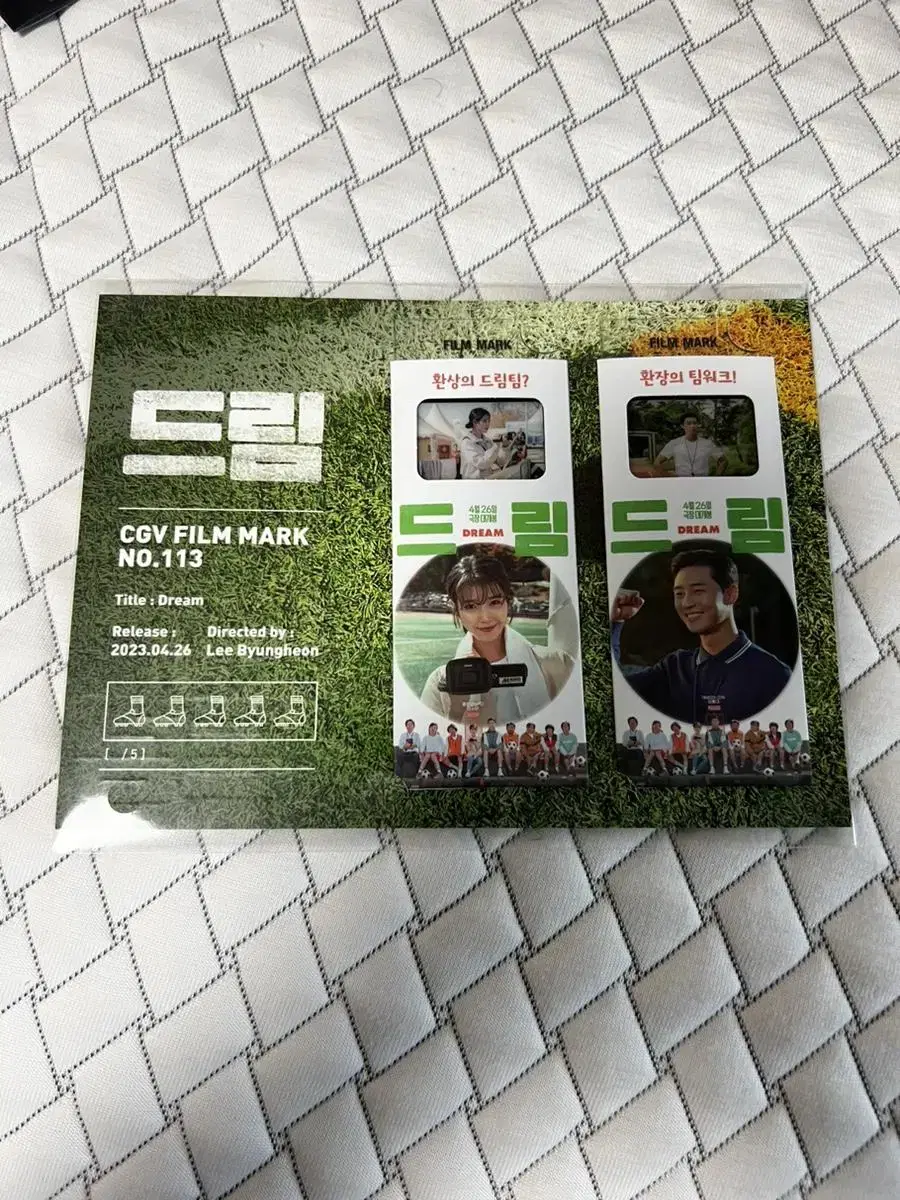 드림
CGV FILM MARK
NO.113
Title : Dream
Release :
2023.04.26
Directed by :
Lee Byungheon
[ /5]
FILM MARK
환상의 드림팀?
드림
4월 26일
극장 대개봉
DREAM
FILM MARK
환장의 팀워크!
드림
4월 26일
극장 대개봉
DREAM